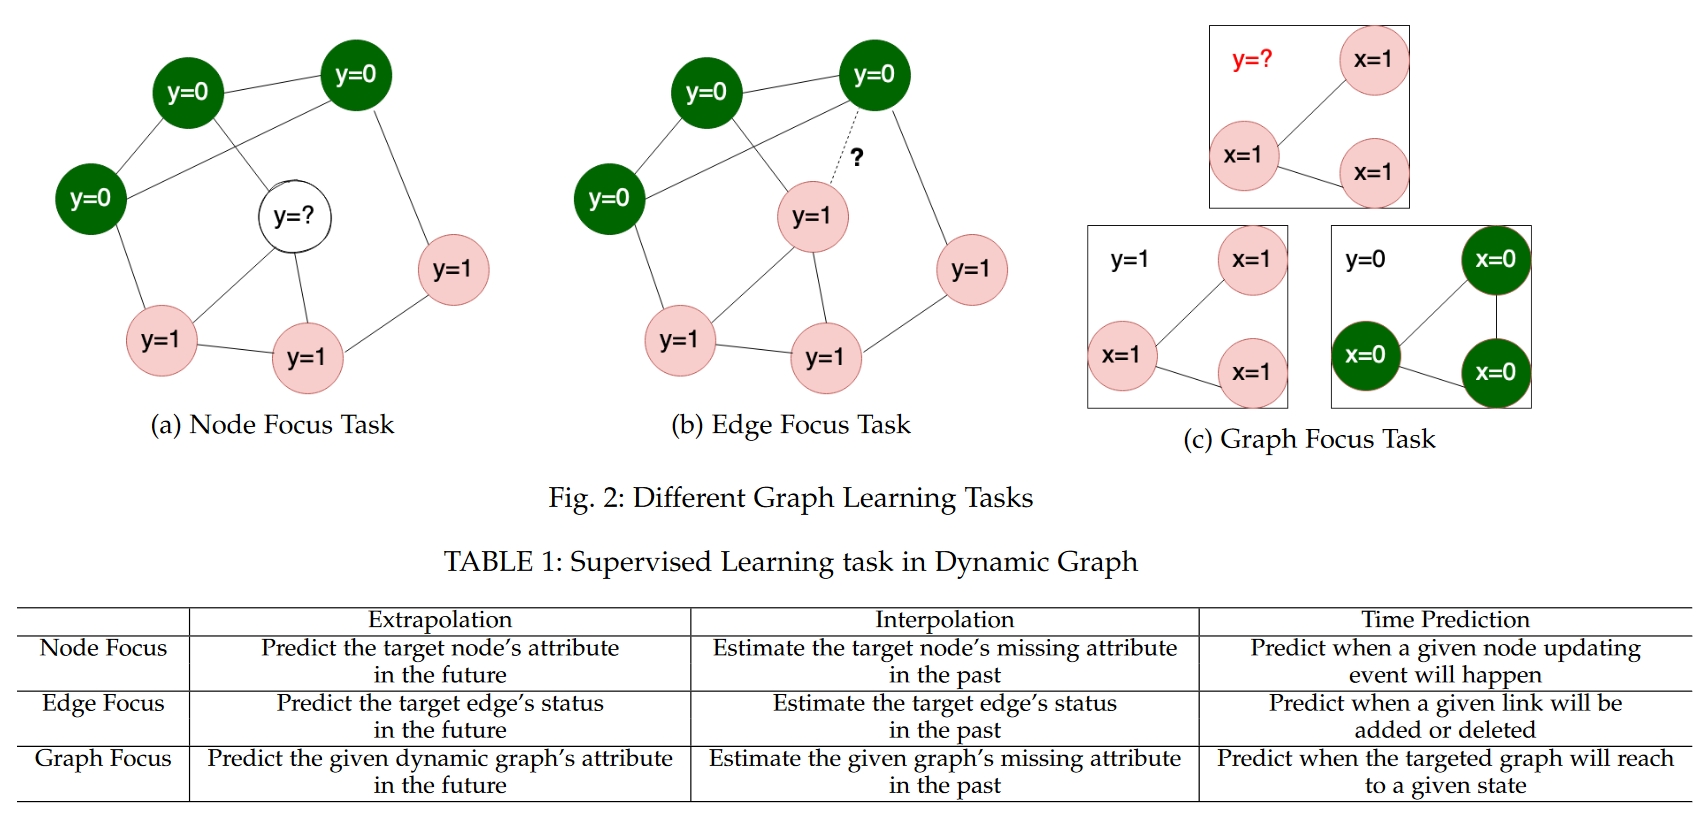 y=0
y=0
y=0
y=?
y=1
y=1
y=1
(a) Node Focus Task
y=0
y=0
?
y=0
y=1
y=1
y=1
y=1
(b) Edge Focus Task
y=?
x=1
x=1
x=1
y=1
x=1
x=1
x=1
y=0
x=0
x=0
x=0
(c) Graph Focus Task
Fig. 2: Different Graph Learning Tasks
TABLE 1: Supervised Learning task in Dynamic Graph
Extrapolation Interpolation Time Prediction
Node Focus Predict the target node’s attribute Estimate the target node’s missing attribute Predict when a given node updating
in the future in the past event will happen
Edge Focus Predict the target edge’s status Estimate the target edge’s status Predict when a given link will be
in the future in the past added or deleted
Graph Focus Predict the given dynamic graph’s attribute Estimate the given graph’s missing attribute Predict when the targeted graph will reach
in the future in the past to a given state